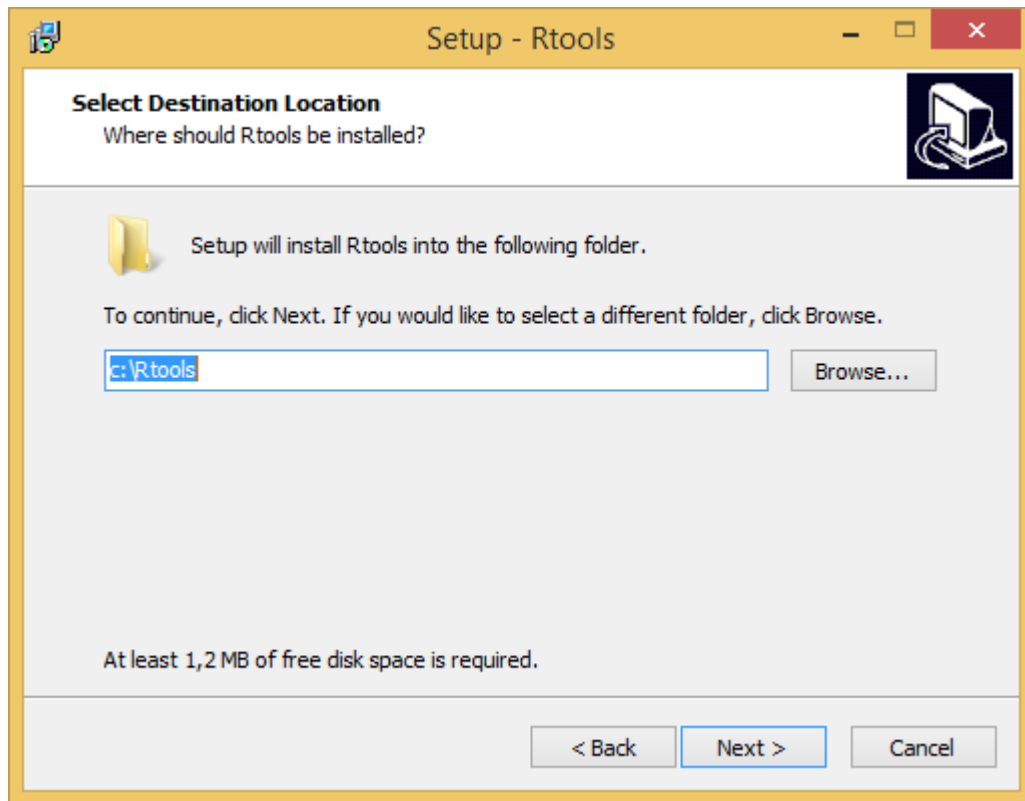 Setup - Rtools
Select Destination Location
Where should Rtools be installed?
Setup will install Rtools into the following folder.
To continue, click Next. If you would like to select a different folder, click Browse.
c:\Rtools
Browse...
At least 1,2 MB of free disk space is required.
< Back
Next >
Cancel